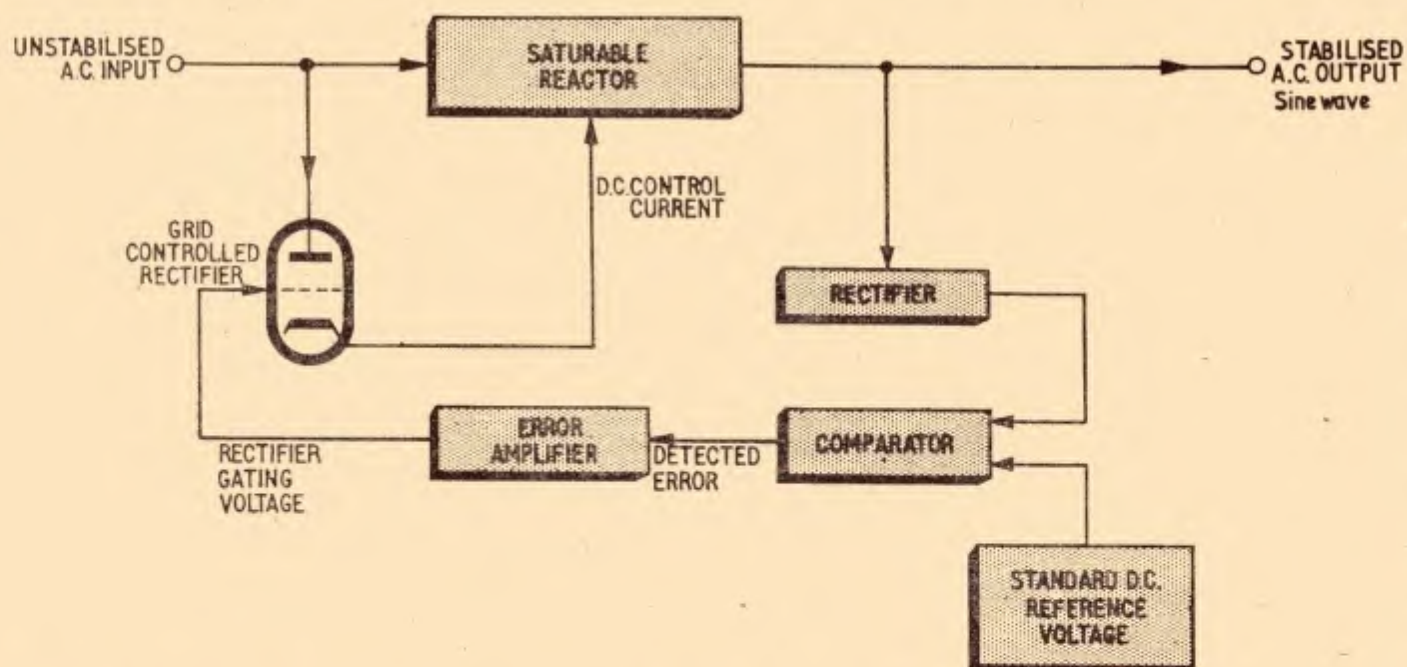 UNSTABILISED
A.C. INPUT
SATURABLE
REACTOR
STABILISED
A.C. OUTPUT
Sine wave
D.C. CONTROL
CURRENT
GRID
CONTROLLED
RECTIFIER
RECTIFIER
RECTIFIER
GATING
VOLTAGE
ERROR
AMPLIFIER
DETECTED
ERROR
COMPARATOR
STANDARD D.C.
REFERENCE
VOLTAGE